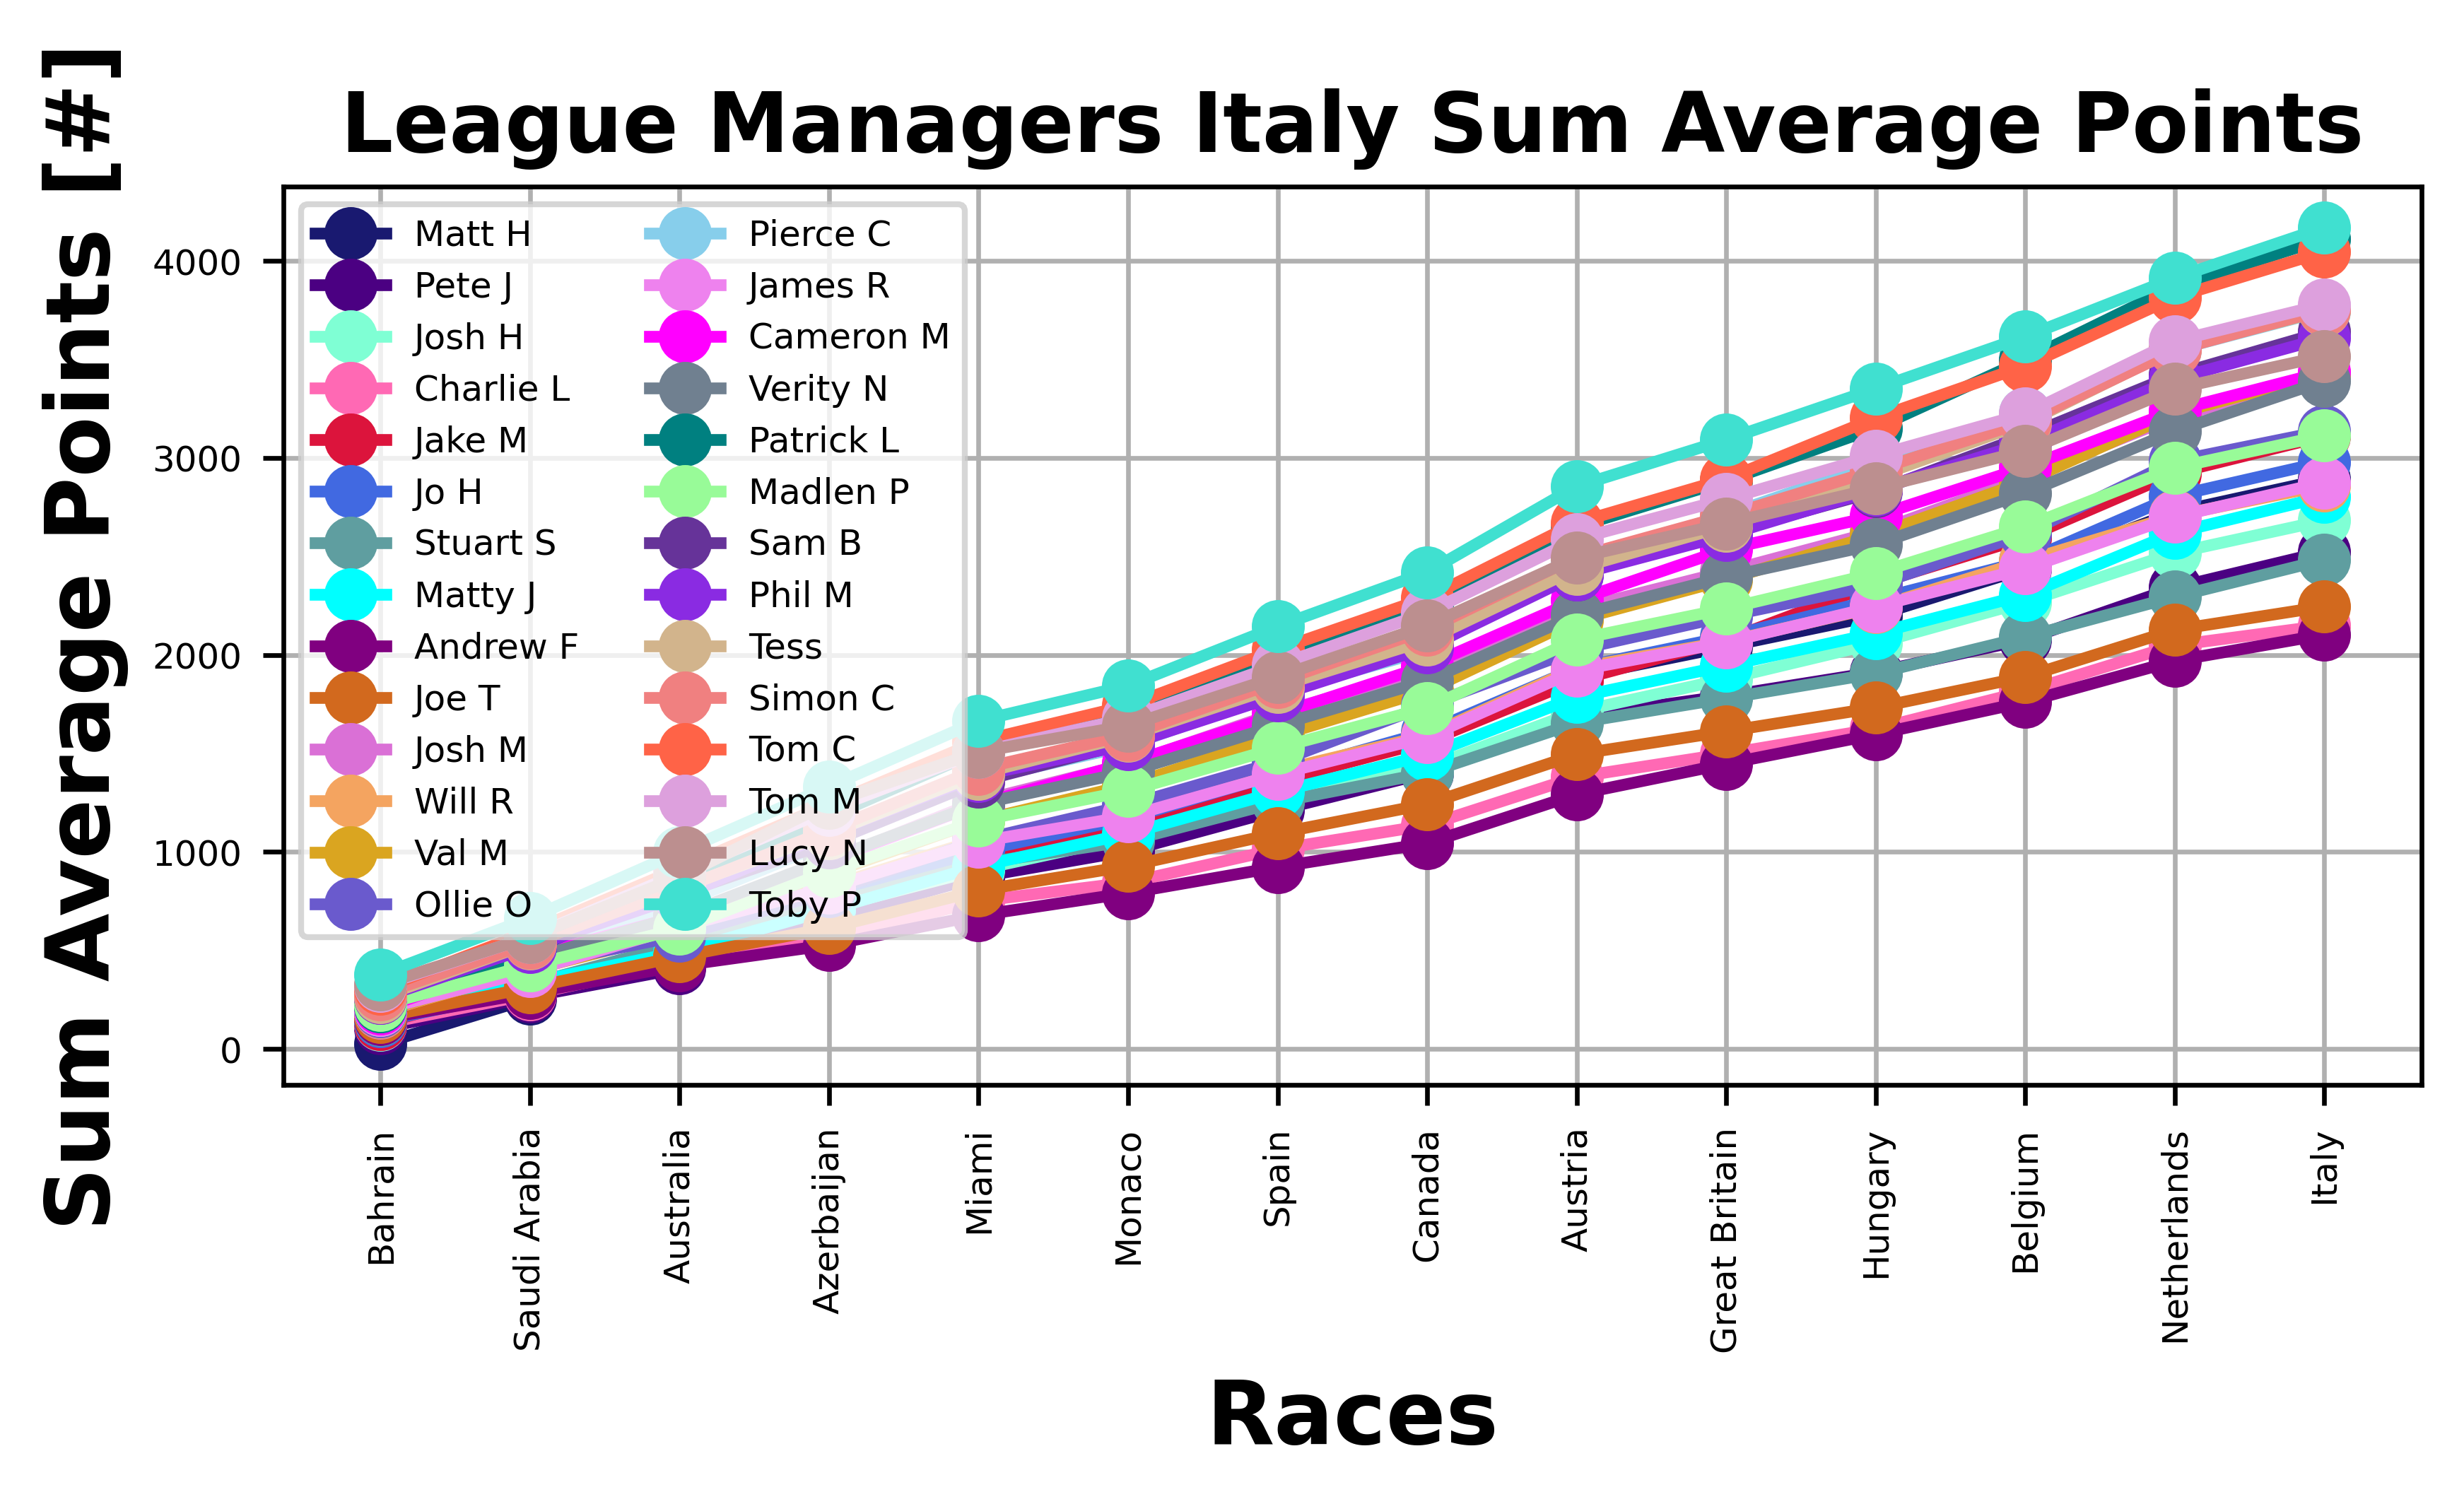 League Managers Italy Sum Average Points
Sum Average Points [#]
4000
3000
2000
1000
0
Matt H
Pete J
Josh H
Charlie L
Jake M
Jo H
Stuart S
Matty J
Andrew F
Joe T
Josh M
Will R
Val M
Ollie O
Pierce C
James R
Cameron M
Verity N
Patrick L
Madlen P
Sam B
Phil M
Tess
Simon C
Tom C
Tom M
Lucy N
Toby P
Bahrain
Saudi Arabia
Australia
Azerbaijan
Miami
Monaco
Spain
Canada
Austria
Great Britain
Hungary
Belgium
Netherlands
Italy
Races